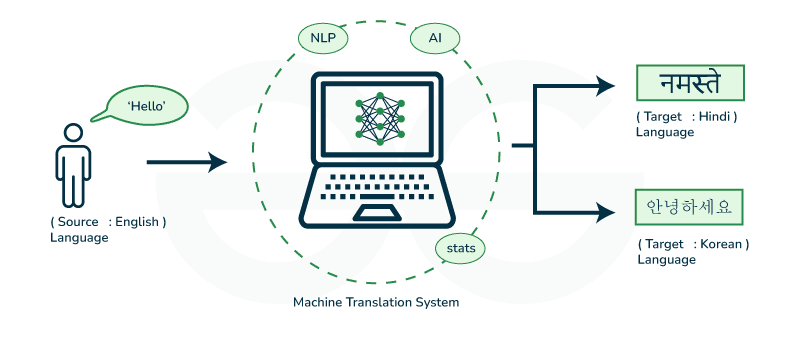 NLP
AI
'Hello'
नमस्ते
( Target : Hindi )
Language
안녕하세요
( Source : English )
Language
( Target : Korean )
Language
stats
Machine Translation System